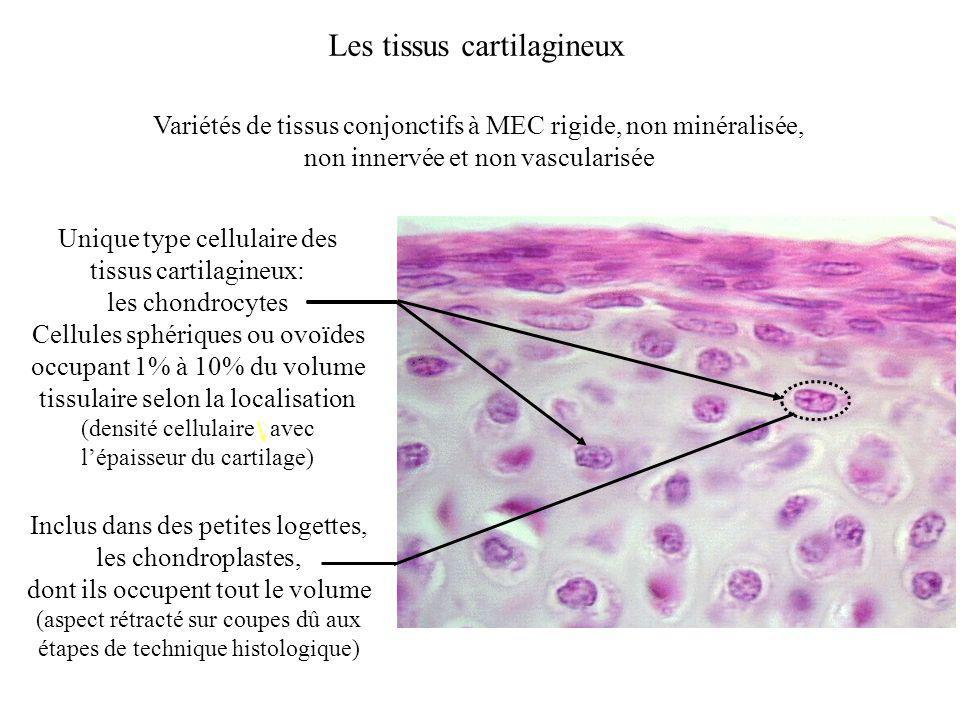 Les tissus cartilagineux
Variétés de tissus conjonctifs à MEC rigide, non minéralisée,
non innervée et non vascularisée
Unique type cellulaire des
tissus cartilagineux:
les chondrocytes
Cellules sphériques ou ovoïdes
occupant 1% à 10% du volume
tissulaire selon la localisation
(densité cellulaire \ avec
l’épaisseur du cartilage)
Inclus dans des petites logettes,
les chondroplastes,
dont ils occupent tout le volume
(aspect rétracté sur coupes dû aux
étapes de technique histologique)